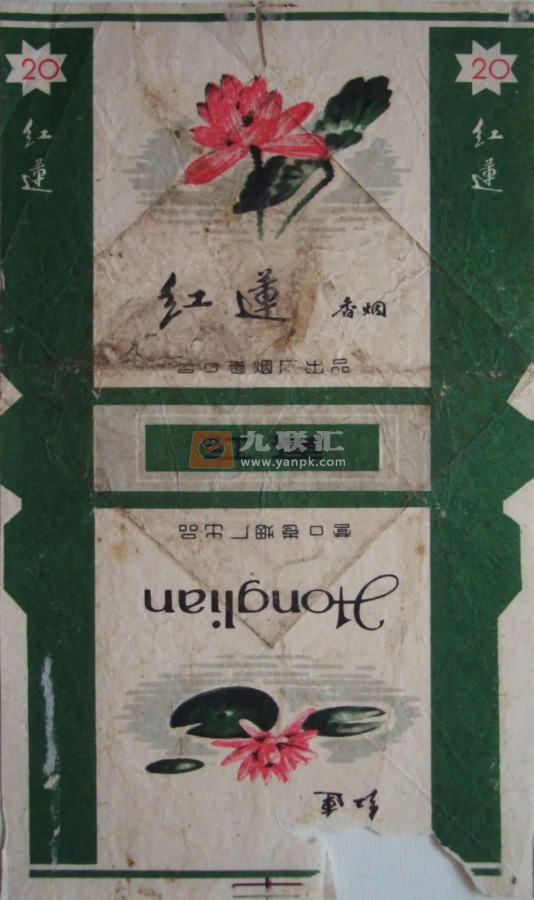 20
20
红
蓮
红
蓮
红蓮 香烟
营口卷烟厂出品
九联汇
www.yanpk.com
营口卷烟厂出品
Honglian
红蓮